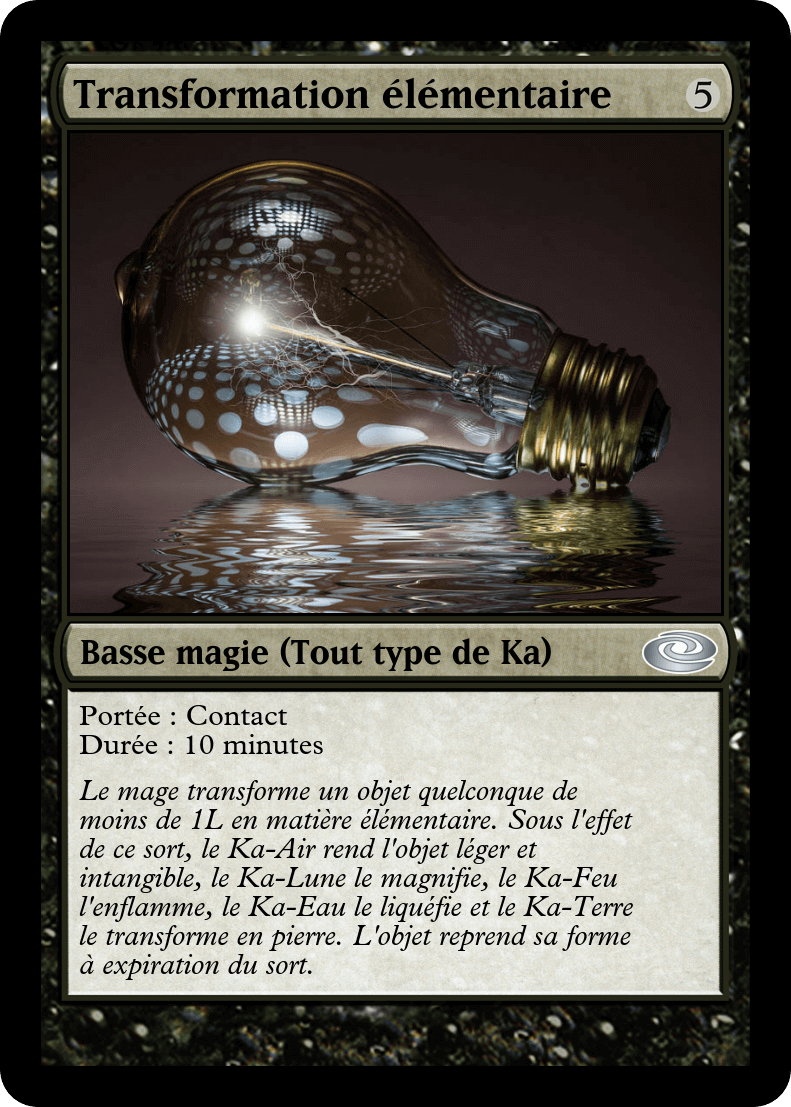 Transformation élémentaire 5
Basse magie (Tout type de Ka)
Portée : Contact
Durée : 10 minutes
Le mage transforme un objet quelconque de
moins de 1L en matière élémentaire. Sous l'effet
de ce sort, le Ka-Air rend l'objet léger et
intangible, le Ka-Lune le magnifie, le Ka-Feu
l'enflamme, le Ka-Eau le liquéfie et le Ka-Terre
le transforme en pierre. L'objet reprend sa forme
à expiration du sort.